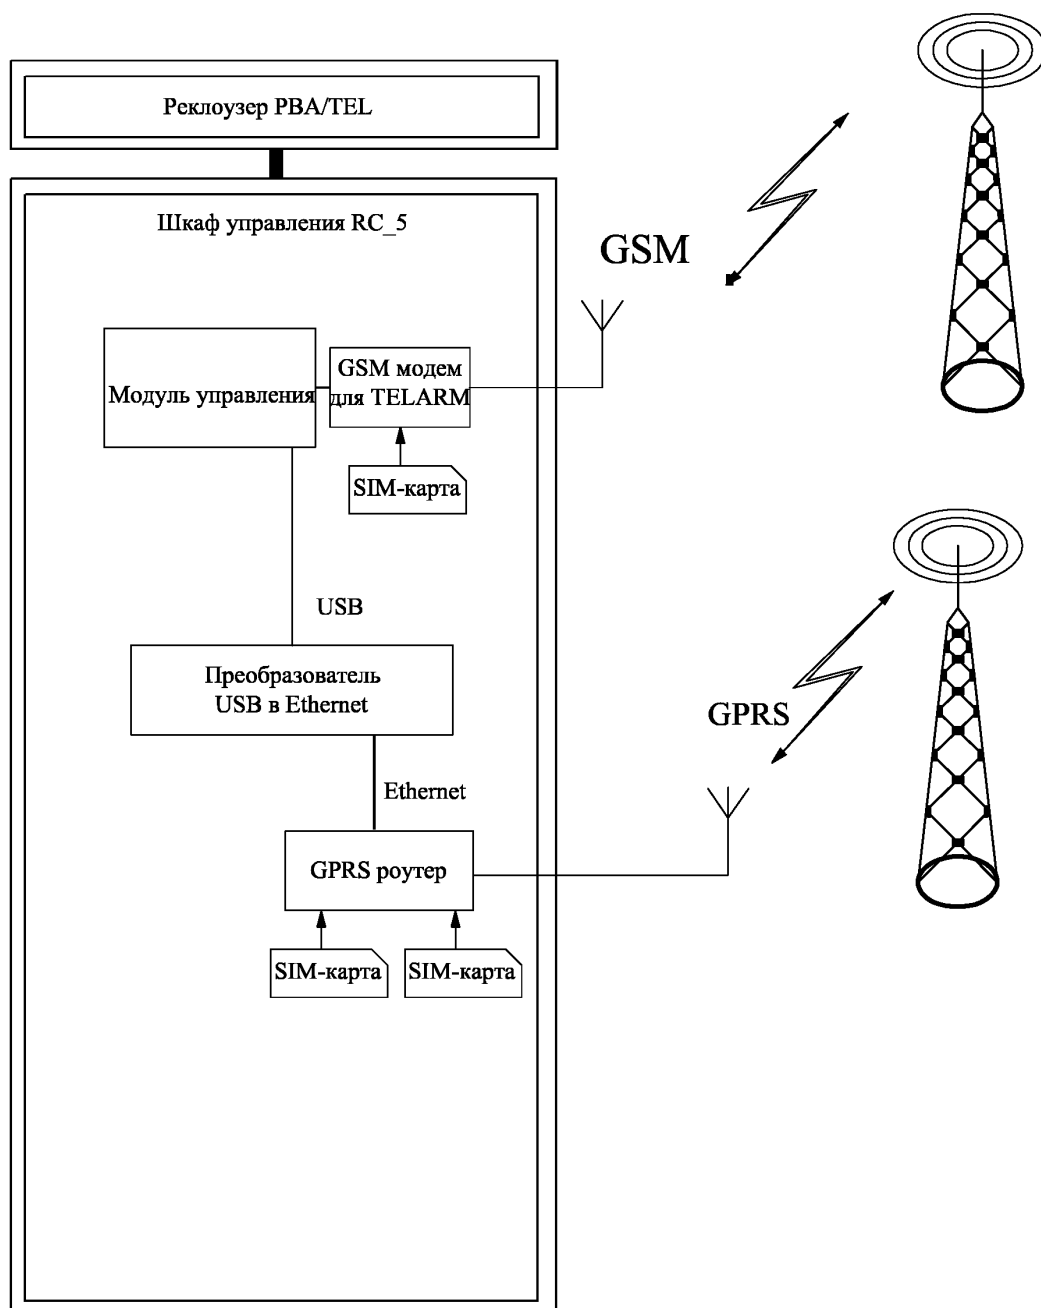 Реклоузер РВА/TEL
Шкаф управления RC_5
GSM
Модуль управления
GSM модем
для TELARM
SIM-карта
USB
Преобразователь
USB в Ethernet
GPRS
Ethernet
GPRS роутер
SIM-карта
SIM-карта